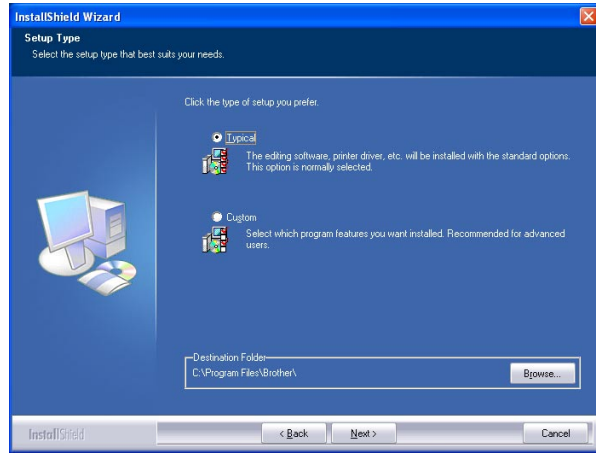 InstallShield Wizard
Setup Type
Select the setup type that best suits your needs.
Click the type of setup you prefer.
Typical
The editing software, printer driver, etc. will be installed with the standard options.
This option is normally selected.
Custom
Select which program features you want installed. Recommended for advanced
users.
Destination Folder
C:\Program Files\Brother\
Browse...
InstallShield
< Back
Next >
Cancel